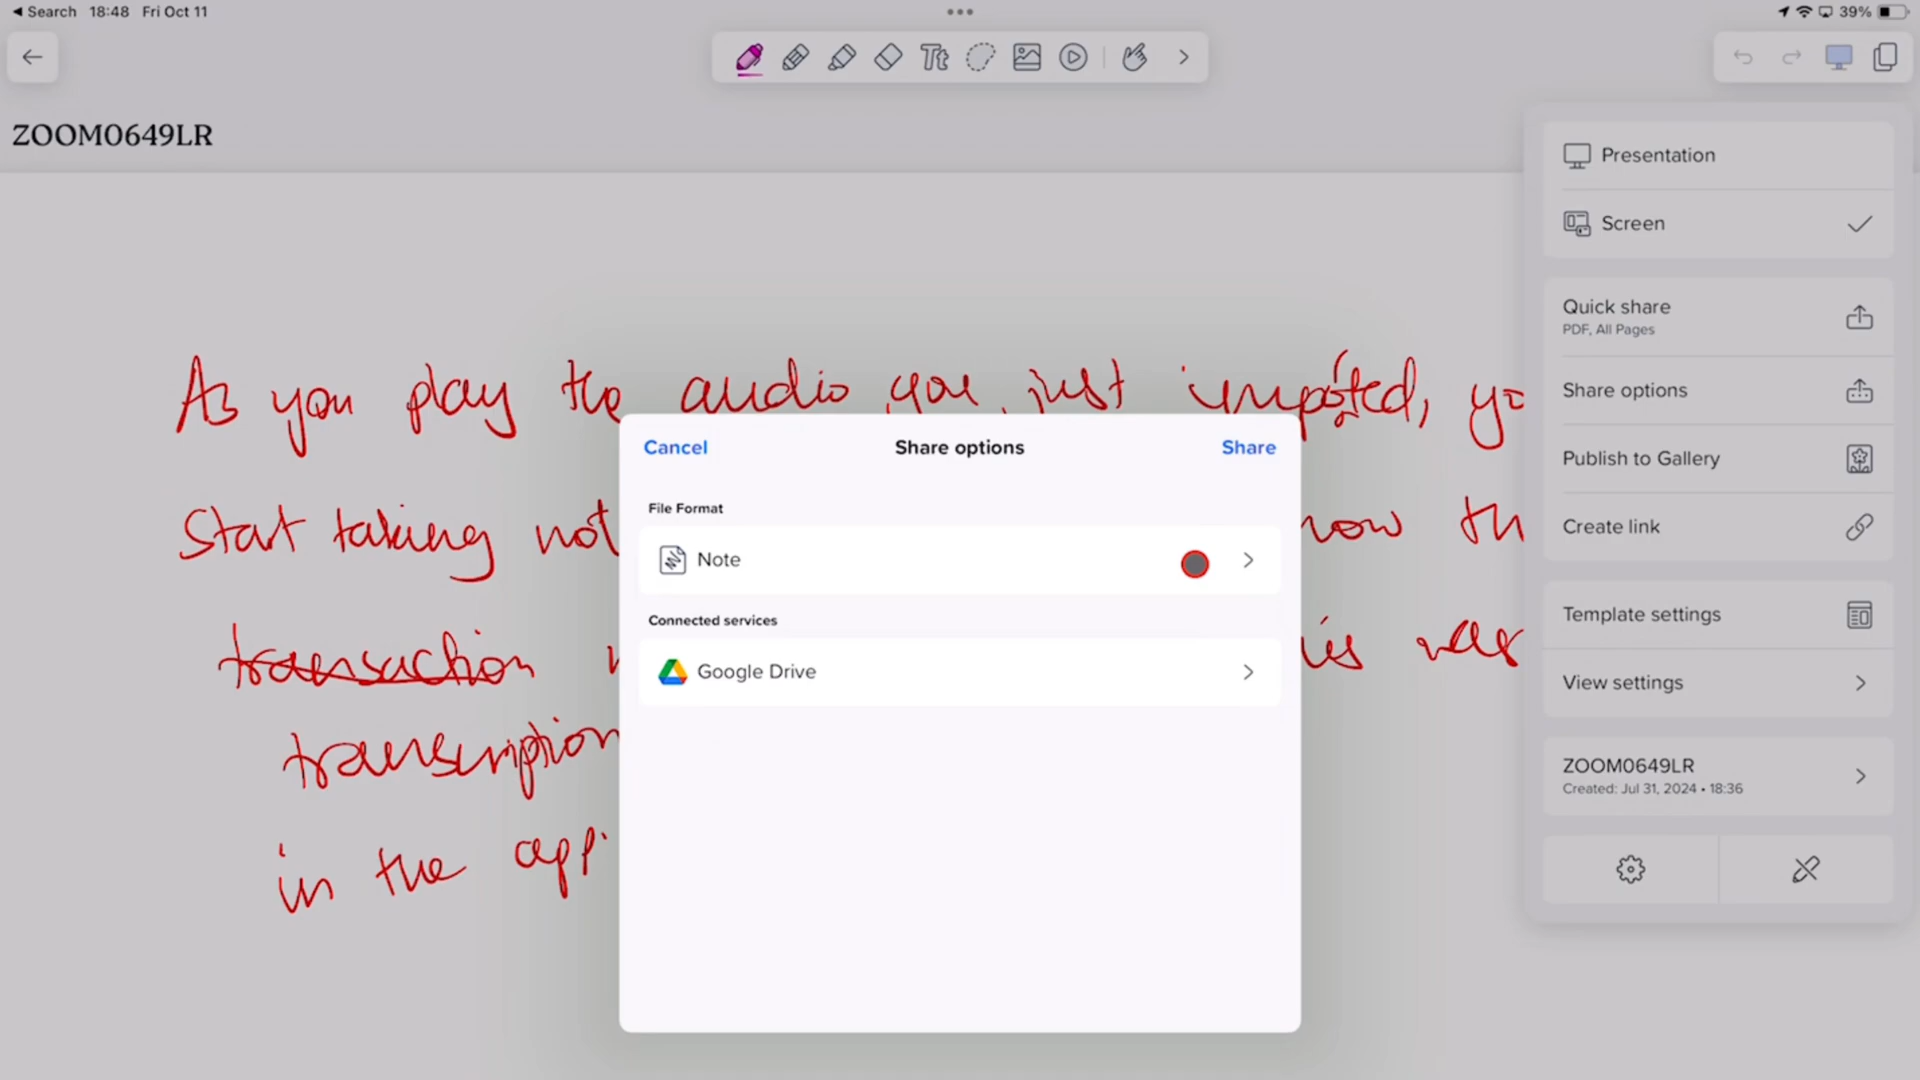 Search 18:48 Fri Oct 11
39%
Tt
ZOOM0649LR
As you play the audio you just imported, yo
Start taking not now th
transaction is was
transcription
in the app.
Cancel Share options Share
File Format
Note
Connected services
Google Drive
Presentation
Screen
Quick share
PDF, All Pages
Share options
Publish to Gallery
Create link
Template settings
View settings
ZOOM0649LR
Created: Jul 31, 2024 • 18:36